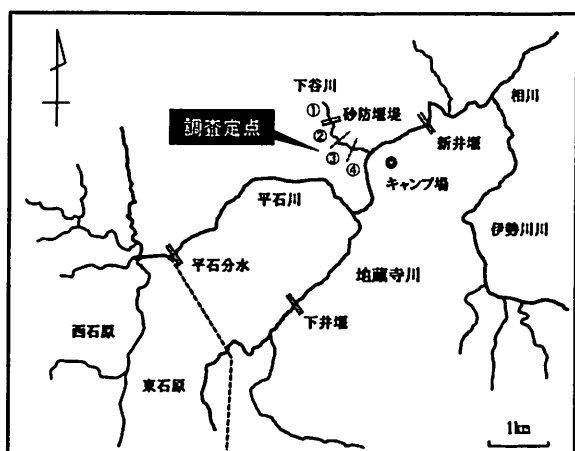 下谷川
相川
①
砂防堰堤
調査定点
②
新井堰
③
④
キャンプ場
平石川
伊勢川川
平石分水
地蔵寺川
下井堰
西石原
東石原
1km